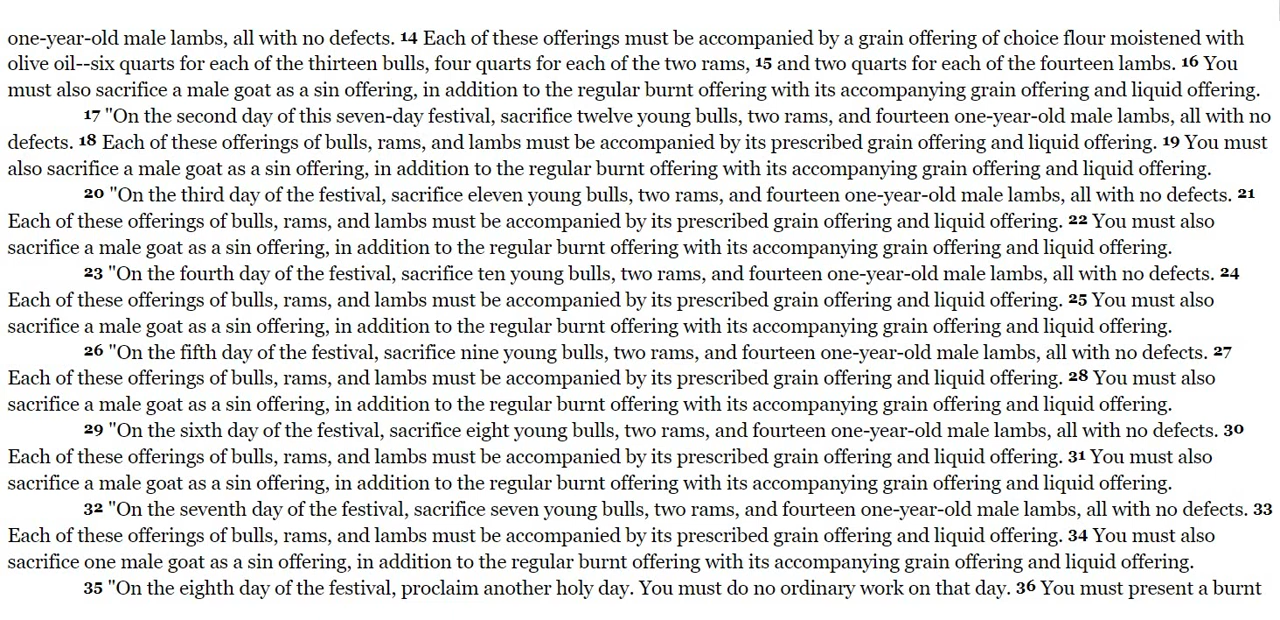 one-year-old male lambs, all with no defects. 14 Each of these offerings must be accompanied by a grain offering of choice flour moistened with
olive oil--six quarts for each of the thirteen bulls, four quarts for each of the two rams, 15 and two quarts for each of the fourteen lambs. 16 You
must also sacrifice a male goat as a sin offering, in addition to the regular burnt offering with its accompanying grain offering and liquid offering.
17 "On the second day of this seven-day festival, sacrifice twelve young bulls, two rams, and fourteen one-year-old male lambs, all with no
defects. 18 Each of these offerings of bulls, rams, and lambs must be accompanied by its prescribed grain offering and liquid offering. 19 You must
also sacrifice a male goat as a sin offering, in addition to the regular burnt offering with its accompanying grain offering and liquid offering.
20 "On the third day of the festival, sacrifice eleven young bulls, two rams, and fourteen one-year-old male lambs, all with no defects. 21
Each of these offerings of bulls, rams, and lambs must be accompanied by its prescribed grain offering and liquid offering. 22 You must also
sacrifice a male goat as a sin offering, in addition to the regular burnt offering with its accompanying grain offering and liquid offering.
23 "On the fourth day of the festival, sacrifice ten young bulls, two rams, and fourteen one-year-old male lambs, all with no defects. 24
Each of these offerings of bulls, rams, and lambs must be accompanied by its prescribed grain offering and liquid offering. 25 You must also
sacrifice a male goat as a sin offering, in addition to the regular burnt offering with its accompanying grain offering and liquid offering.
26 "On the fifth day of the festival, sacrifice nine young bulls, two rams, and fourteen one-year-old male lambs, all with no defects. 27
Each of these offerings of bulls, rams, and lambs must be accompanied by its prescribed grain offering and liquid offering. 28 You must also
sacrifice a male goat as a sin offering, in addition to the regular burnt offering with its accompanying grain offering and liquid offering.
29 "On the sixth day of the festival, sacrifice eight young bulls, two rams, and fourteen one-year-old male lambs, all with no defects. 30
Each of these offerings of bulls, rams, and lambs must be accompanied by its prescribed grain offering and liquid offering. 31 You must also
sacrifice a male goat as a sin offering, in addition to the regular burnt offering with its accompanying grain offering and liquid offering.
32 "On the seventh day of the festival, sacrifice seven young bulls, two rams, and fourteen one-year-old male lambs, all with no defects. 33
Each of these offerings of bulls, rams, and lambs must be accompanied by its prescribed grain offering and liquid offering. 34 You must also
sacrifice one male goat as a sin offering, in addition to the regular burnt offering with its accompanying grain offering and liquid offering.
35 "On the eighth day of the festival, proclaim another holy day. You must do no ordinary work on that day. 36 You must present a burnt